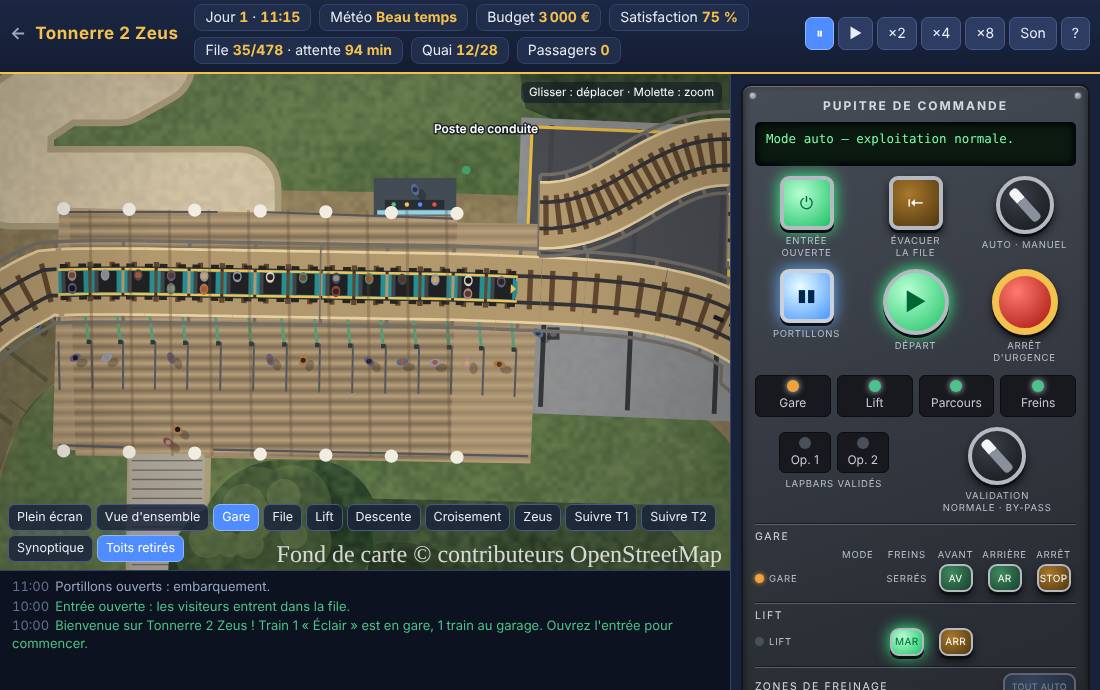 Tonnerre 2 Zeus
Jour 1 · 11:15
Météo Beau temps
Budget 3 000 €
Satisfaction 75 %
File 35/478 · attente 94 min
Quai 12/28
Passagers 0
×2
×4
×8
Son
?
Glisser : déplacer · Molette : zoom
Poste de conduite
Plein écran
Vue d'ensemble
Gare
File
Lift
Descente
Croisement
Zeus
Suivre T1
Suivre T2
Synoptique
Toits retirés
Fond de carte © contributeurs OpenStreetMap
11:00 Portillons ouverts : embarquement.
10:00 Entrée ouverte : les visiteurs entrent dans la file.
10:00 Bienvenue sur Tonnerre 2 Zeus ! Train 1 « Éclair » est en gare, 1 train au garage. Ouvrez l'entrée pour
commencer.
PUPITRE DE COMMANDE
Mode auto — exploitation normale.
ENTRÉE
OUVERTE
ÉVACUER
LA FILE
AUTO · MANUEL
PORTILLONS
DÉPART
ARRÊT
D'URGENCE
Gare
Lift
Parcours
Freins
Op. 1
Op. 2
LAPBARS VALIDÉS
VALIDATION
NORMALE · BY-PASS
GARE
MODE FREINS AVANT ARRIÈRE ARRÊT
GARE SERRÉS AV AR STOP
LIFT
LIFT MAR ARR
ZONES DE FREINAGE
TOUT AUTO